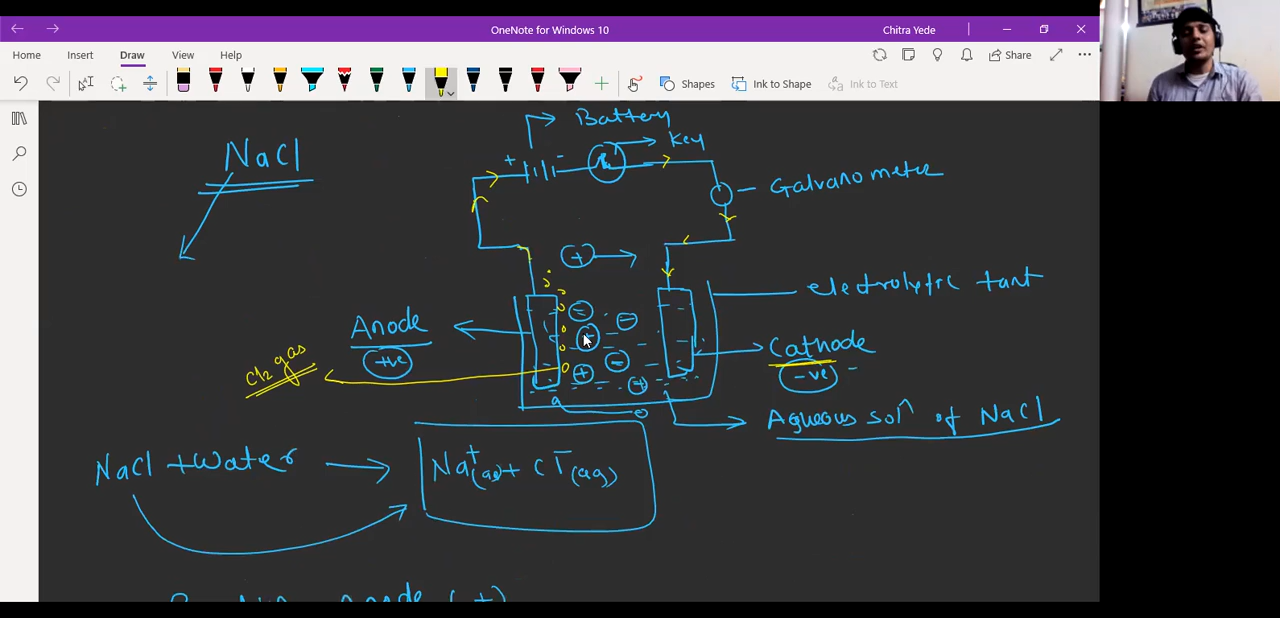 OneNote for Windows 10
Chitra Yede
Home Insert Draw View Help
Share
Shapes Ink to Shape Ink to Text
Battery
+ - Key
NaCl
Galvanometer
+
electrolytic tant
Anode
+ve
Cl2 gas
Cathode
-ve
Aqueous soln of NaCl
NaCl + Water → Na+(aq) + Cl-(aq)
anode (+)